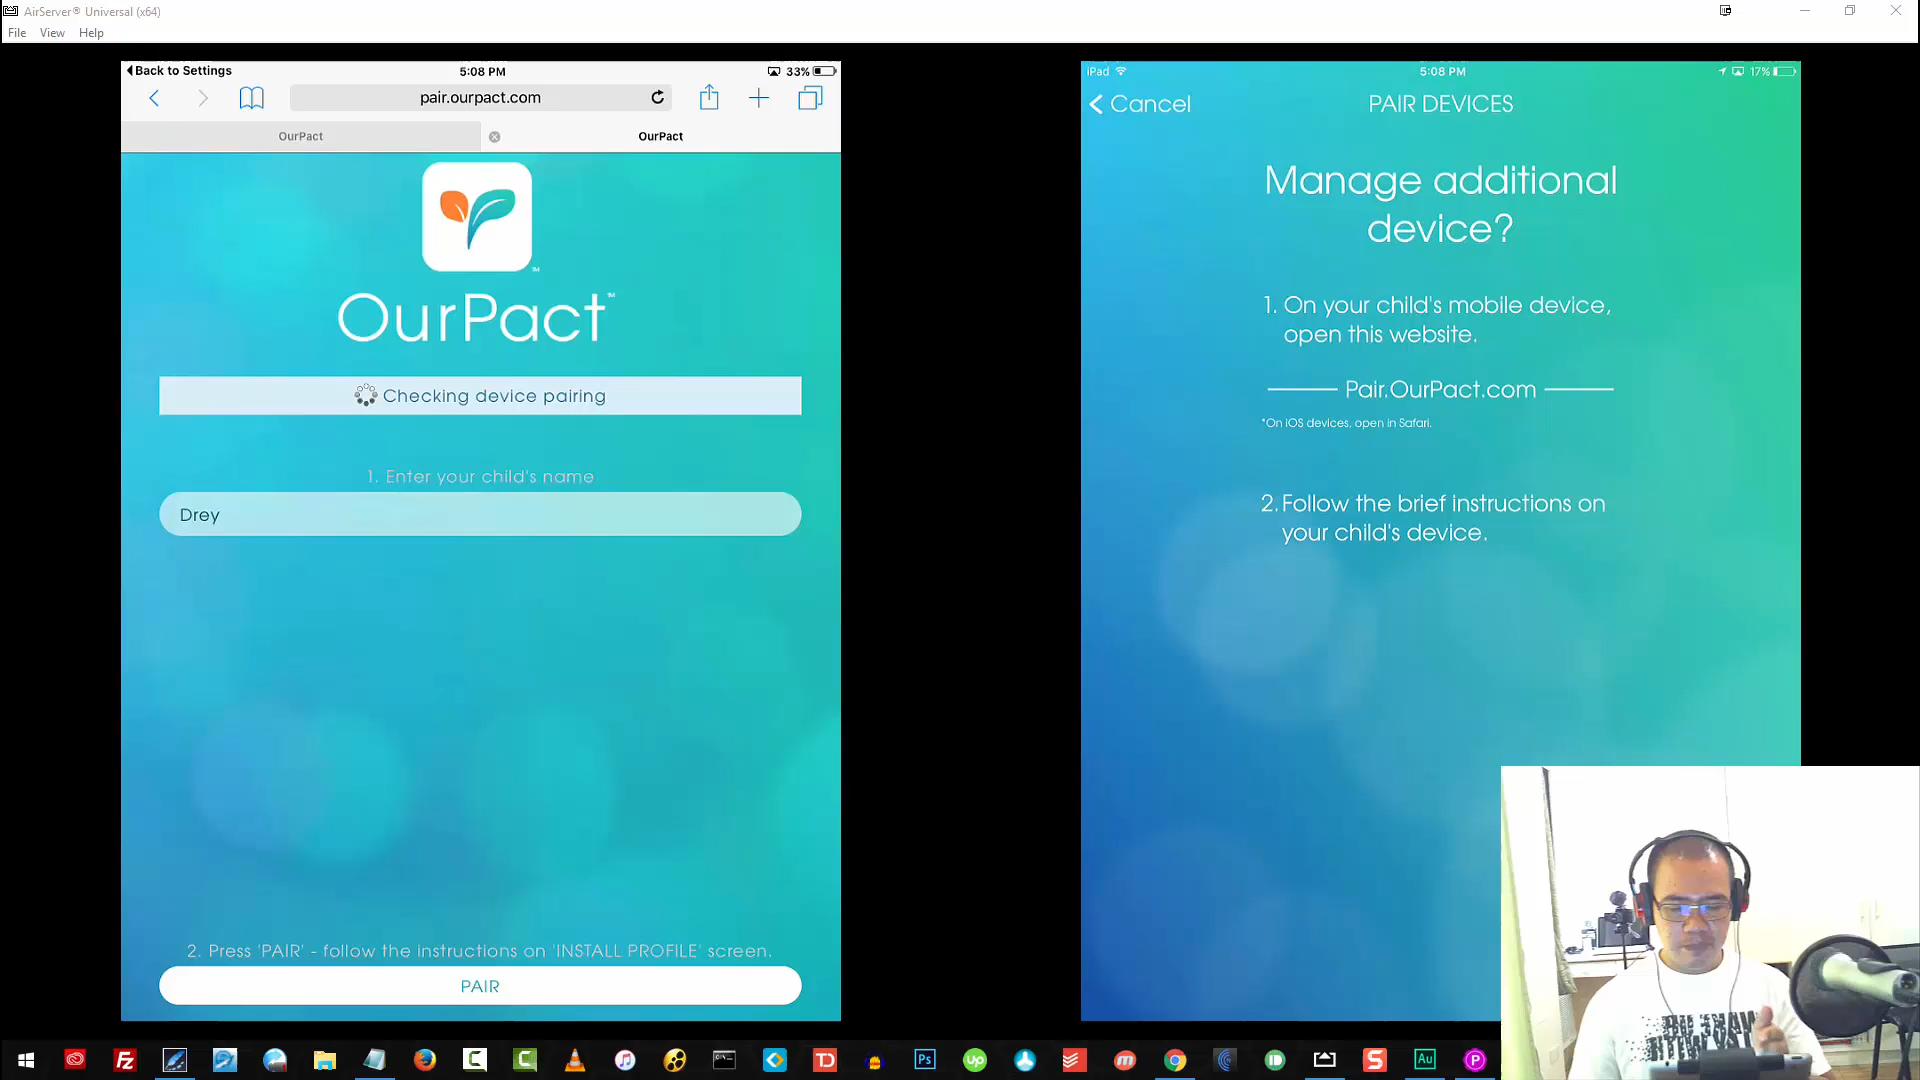 AirServer® Universal (x64)
File View Help
Back to Settings
5:08 PM
33%
pair.ourpact.com
OurPact
OurPact
OurPact™
Checking device pairing
1. Enter your child's name
Drey
2. Press 'PAIR' - follow the instructions on 'INSTALL PROFILE' screen.
PAIR
iPad
5:08 PM
17%
Cancel
PAIR DEVICES
Manage additional
device?
1. On your child's mobile device,
open this website.
Pair.OurPact.com
*On iOS devices, open in Safari.
2. Follow the brief instructions on
your child's device.